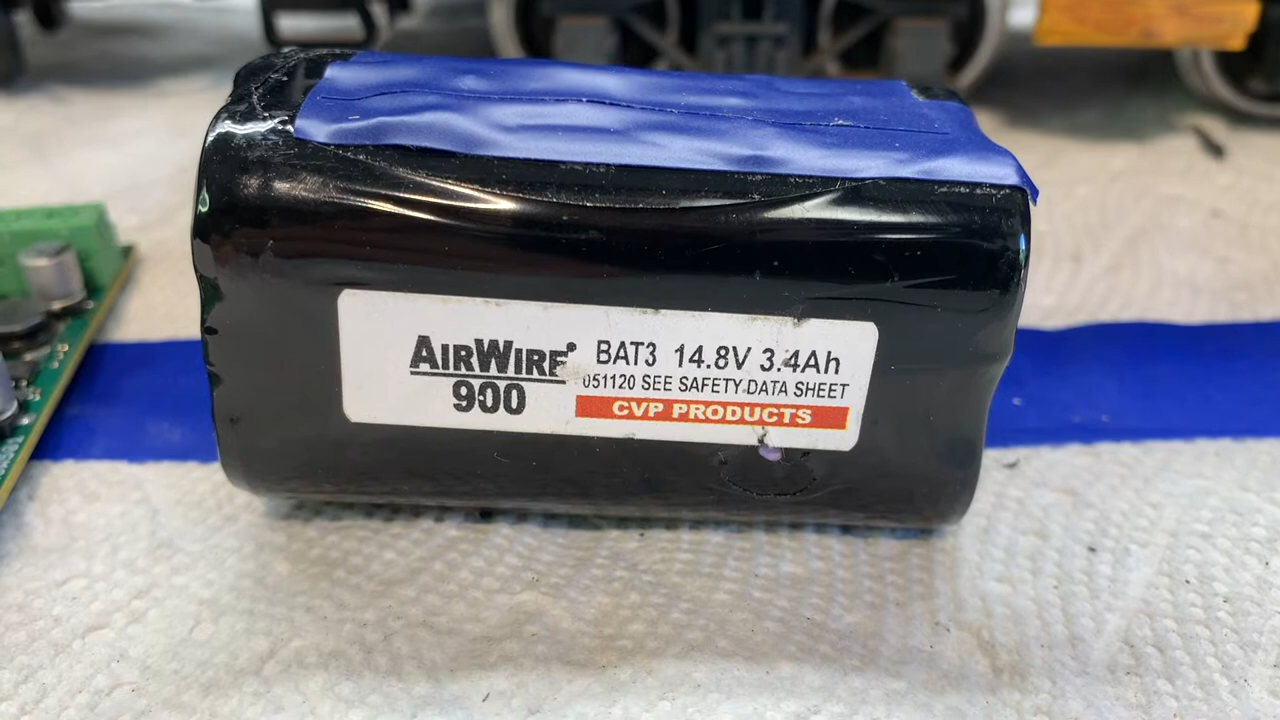 AIRWIRE
900
BAT3 14.8V 3.4Ah
051120 SEE SAFETY DATA SHEET
CVP PRODUCTS